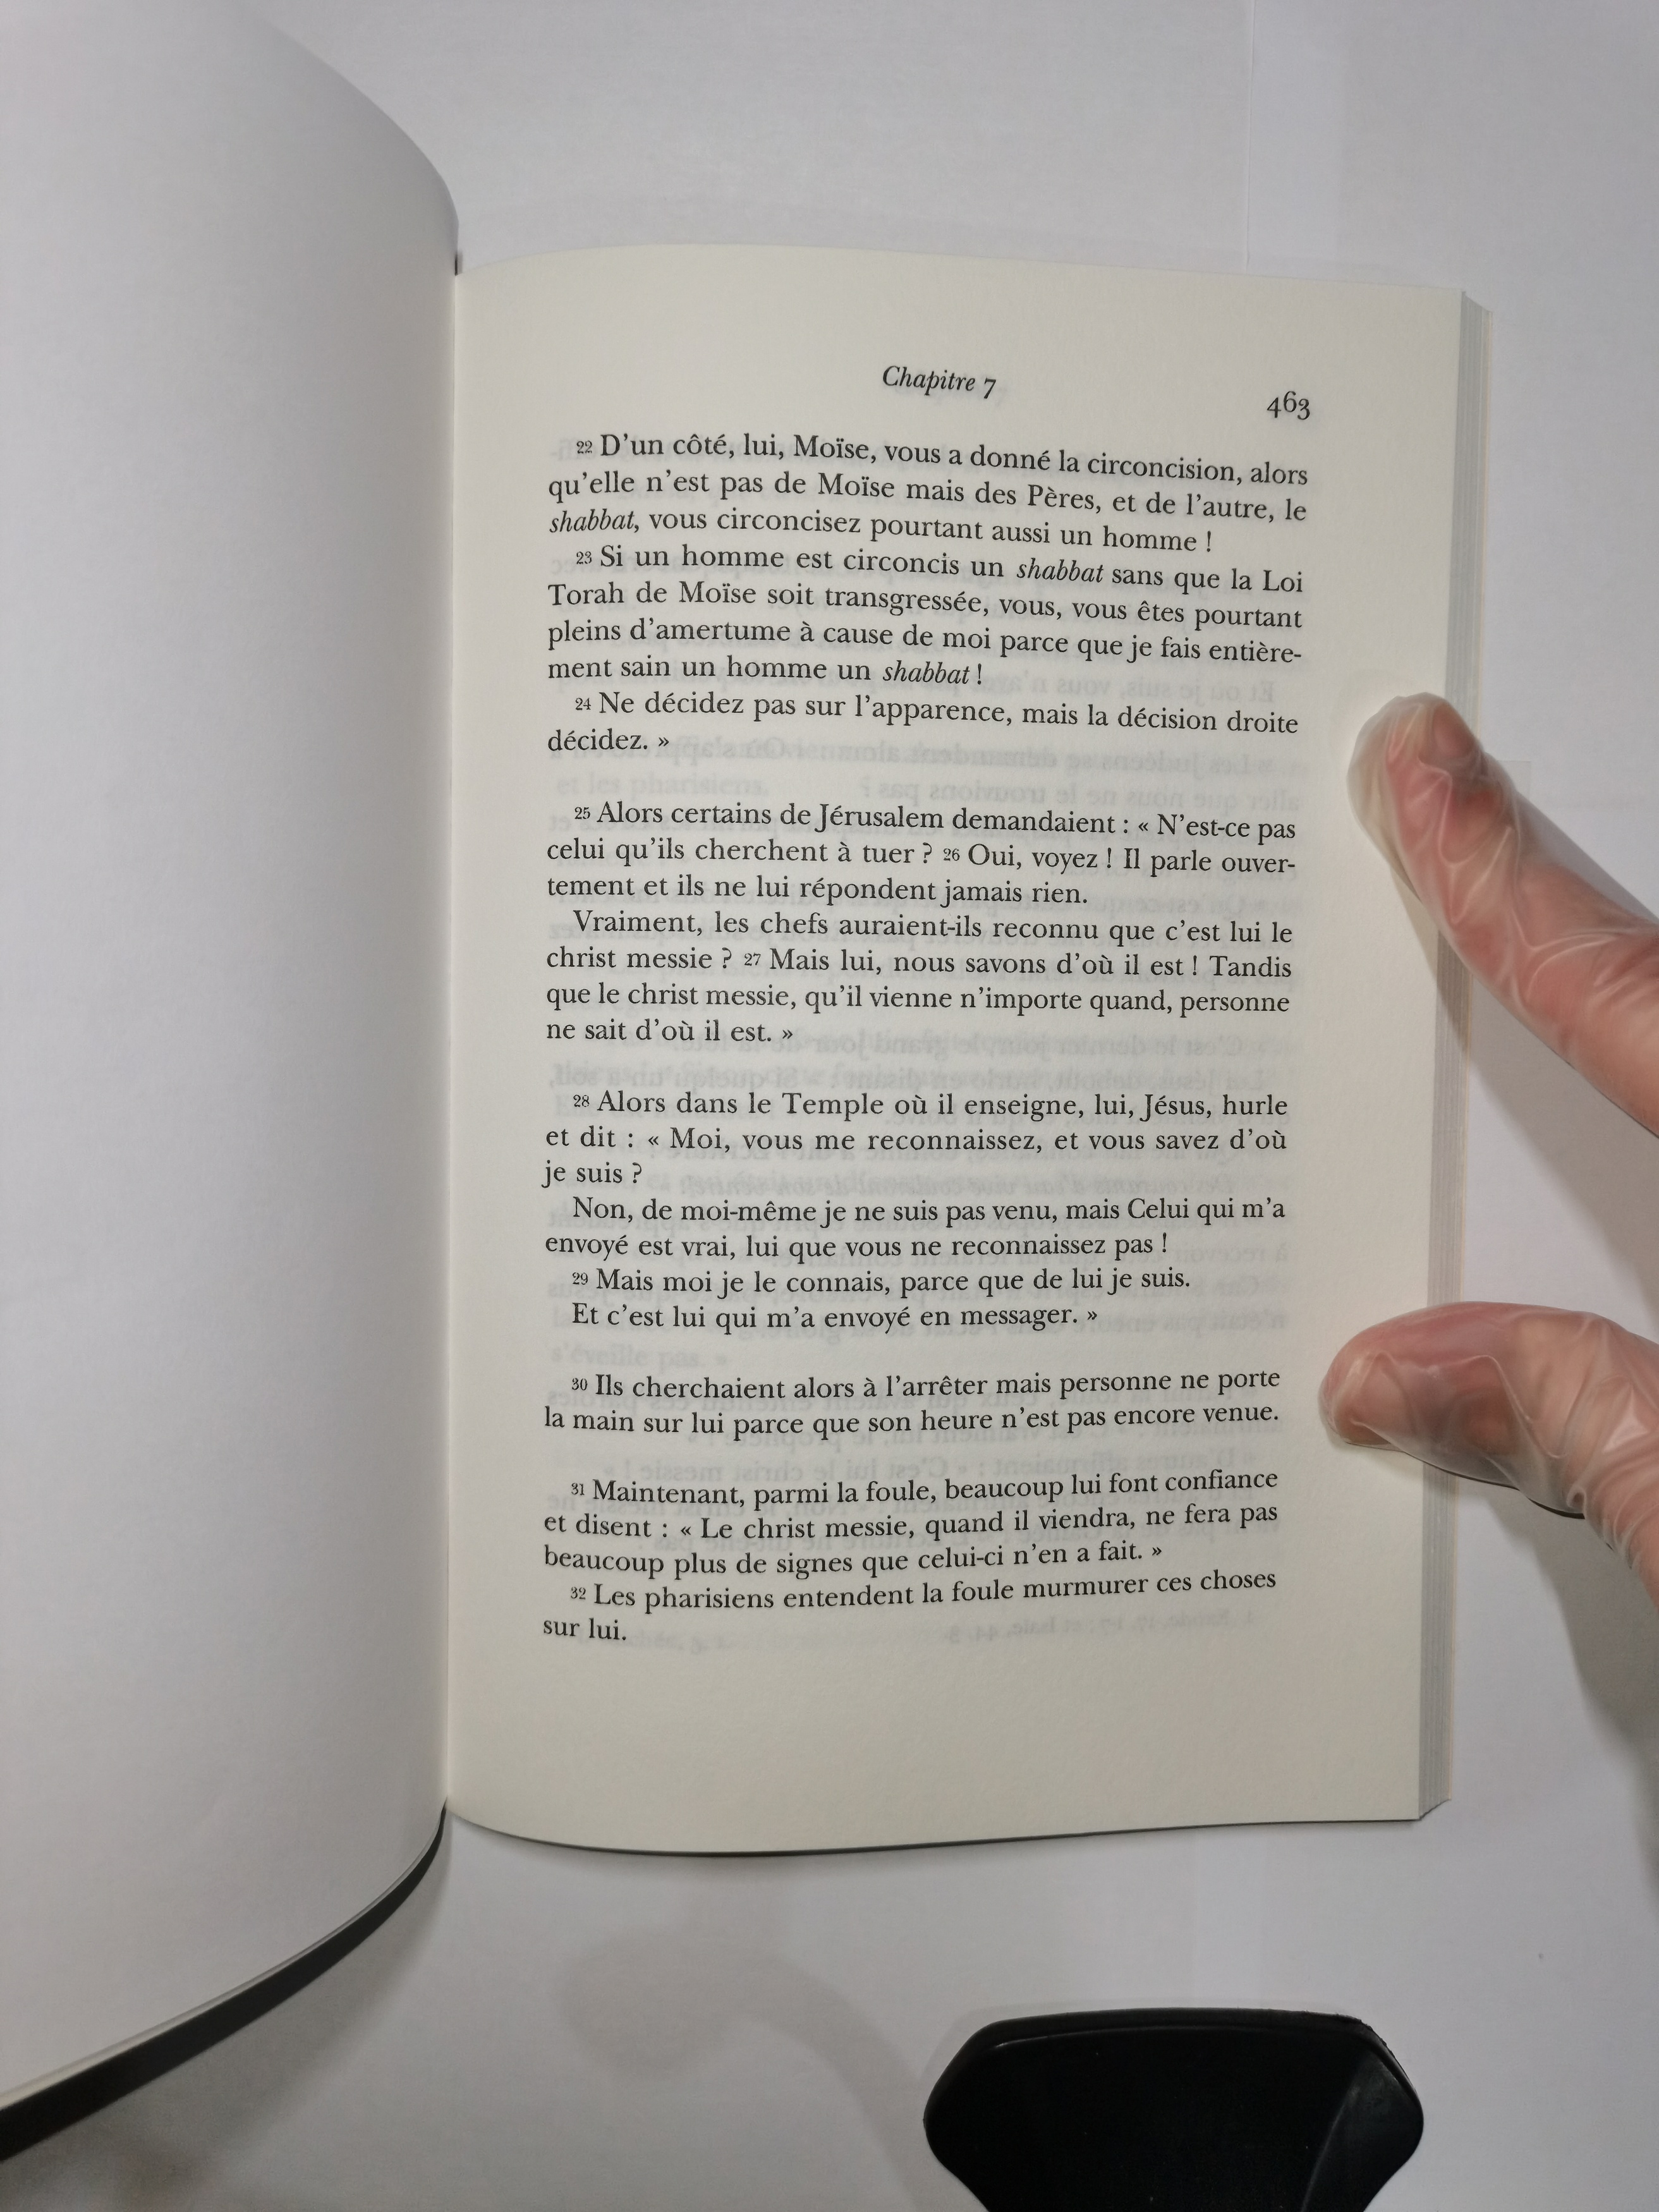 Chapitre 7
463
22 D'un côté, lui, Moïse, vous a donné la circoncision, alors
qu'elle n'est pas de Moïse mais des Pères, et de l'autre, le
shabbat, vous circoncisez pourtant aussi un homme !
23 Si un homme est circoncis un shabbat sans que la Loi
Torah de Moïse soit transgressée, vous, vous êtes pourtant
pleins d'amertume à cause de moi parce que je fais entière-
ment sain un homme un shabbat !
24 Ne décidez pas sur l'apparence, mais la décision droite
décidez. »
25 Alors certains de Jérusalem demandaient : « N'est-ce pas
celui qu'ils cherchent à tuer ? 26 Oui, voyez ! Il parle ouver-
tement et ils ne lui répondent jamais rien.
Vraiment, les chefs auraient-ils reconnu que c'est lui le
christ messie ? 27 Mais lui, nous savons d'où il est ! Tandis
que le christ messie, qu'il vienne n'importe quand, personne
ne sait d'où il est. »
28 Alors dans le Temple où il enseigne, lui, Jésus, hurle
et dit : « Moi, vous me reconnaissez, et vous savez d'où
je suis ?
Non, de moi-même je ne suis pas venu, mais Celui qui m'a
envoyé est vrai, lui que vous ne reconnaissez pas !
29 Mais moi je le connais, parce que de lui je suis.
Et c'est lui qui m'a envoyé en messager. »
30 Ils cherchaient alors à l'arrêter mais personne ne porte
la main sur lui parce que son heure n'est pas encore venue.
31 Maintenant, parmi la foule, beaucoup lui font confiance
et disent : « Le christ messie, quand il viendra, ne fera pas
beaucoup plus de signes que celui-ci n'en a fait. »
32 Les pharisiens entendent la foule murmurer ces choses
sur lui.